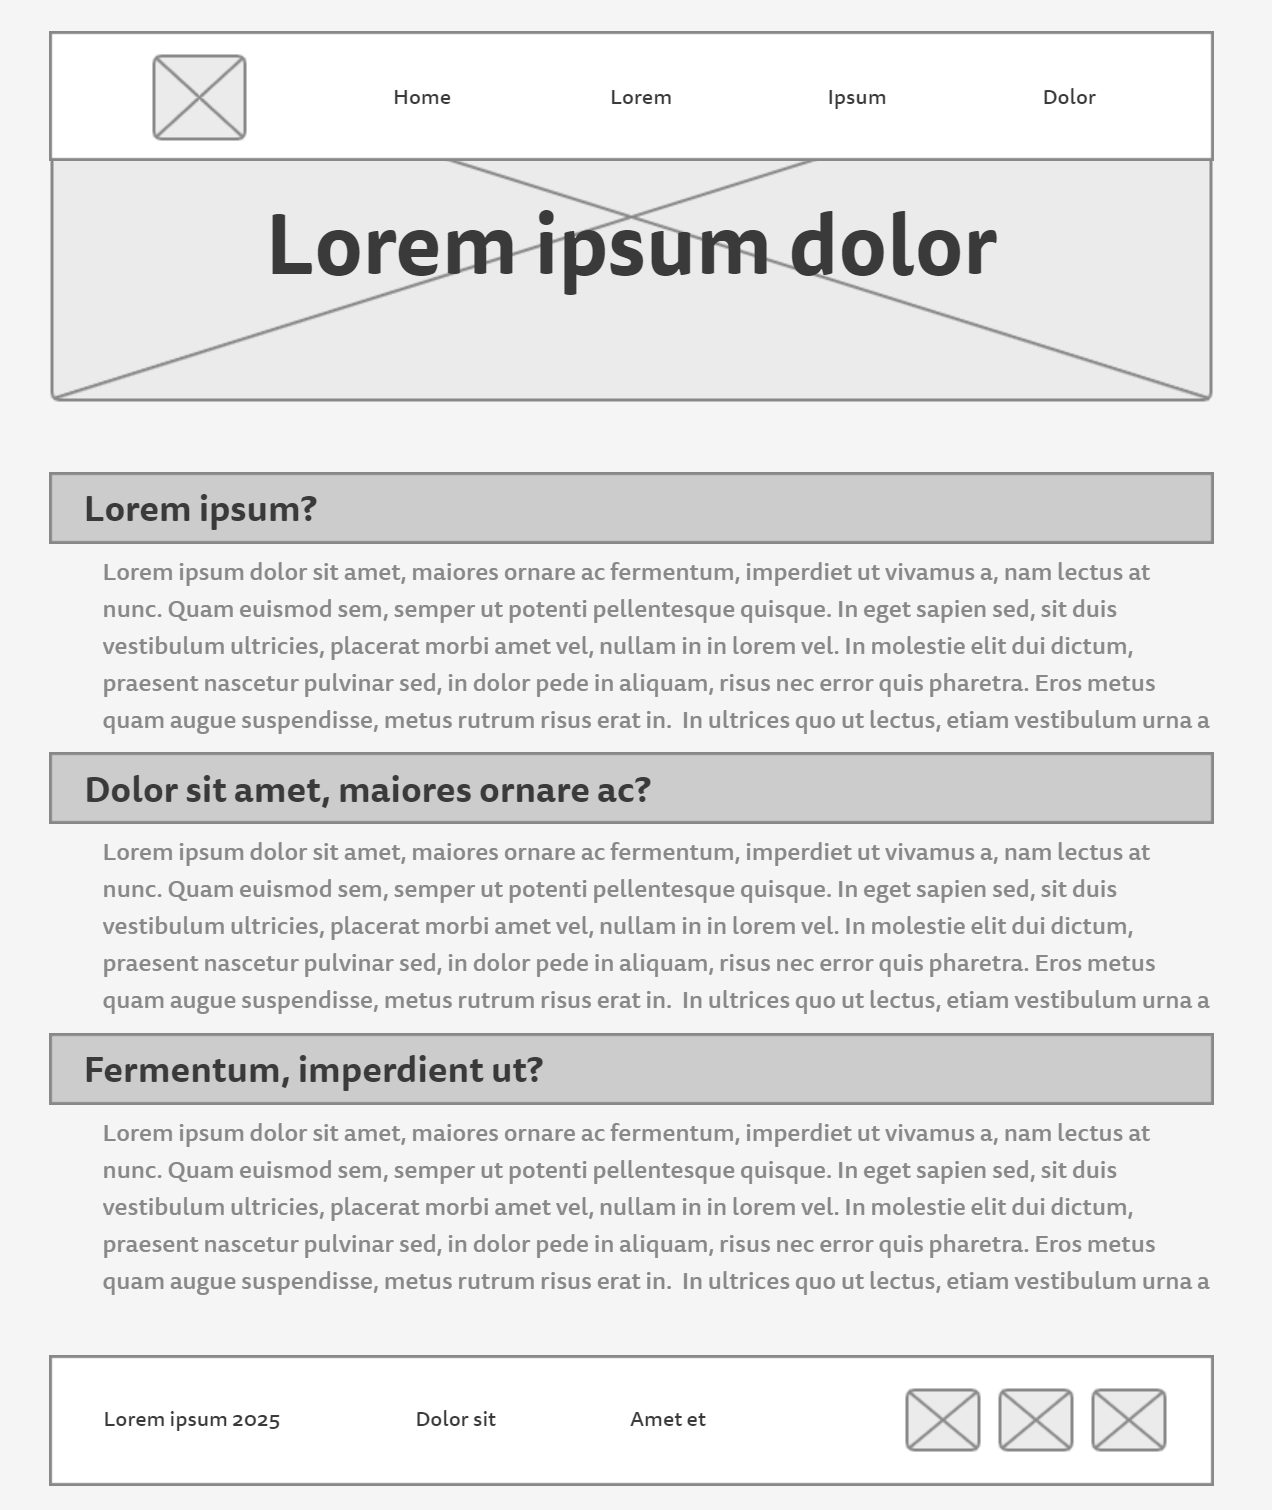 Home Lorem Ipsum Dolor
Lorem ipsum dolor
Lorem ipsum?
Lorem ipsum dolor sit amet, maiores ornare ac fermentum, imperdiet ut vivamus a, nam lectus at
nunc. Quam euismod sem, semper ut potenti pellentesque quisque. In eget sapien sed, sit duis
vestibulum ultricies, placerat morbi amet vel, nullam in in lorem vel. In molestie elit dui dictum,
praesent nascetur pulvinar sed, in dolor pede in aliquam, risus nec error quis pharetra. Eros metus
quam augue suspendisse, metus rutrum risus erat in.  In ultrices quo ut lectus, etiam vestibulum urna a
Dolor sit amet, maiores ornare ac?
Lorem ipsum dolor sit amet, maiores ornare ac fermentum, imperdiet ut vivamus a, nam lectus at
nunc. Quam euismod sem, semper ut potenti pellentesque quisque. In eget sapien sed, sit duis
vestibulum ultricies, placerat morbi amet vel, nullam in in lorem vel. In molestie elit dui dictum,
praesent nascetur pulvinar sed, in dolor pede in aliquam, risus nec error quis pharetra. Eros metus
quam augue suspendisse, metus rutrum risus erat in.  In ultrices quo ut lectus, etiam vestibulum urna a
Fermentum, imperdient ut?
Lorem ipsum dolor sit amet, maiores ornare ac fermentum, imperdiet ut vivamus a, nam lectus at
nunc. Quam euismod sem, semper ut potenti pellentesque quisque. In eget sapien sed, sit duis
vestibulum ultricies, placerat morbi amet vel, nullam in in lorem vel. In molestie elit dui dictum,
praesent nascetur pulvinar sed, in dolor pede in aliquam, risus nec error quis pharetra. Eros metus
quam augue suspendisse, metus rutrum risus erat in.  In ultrices quo ut lectus, etiam vestibulum urna a
Lorem ipsum 2025 Dolor sit Amet et